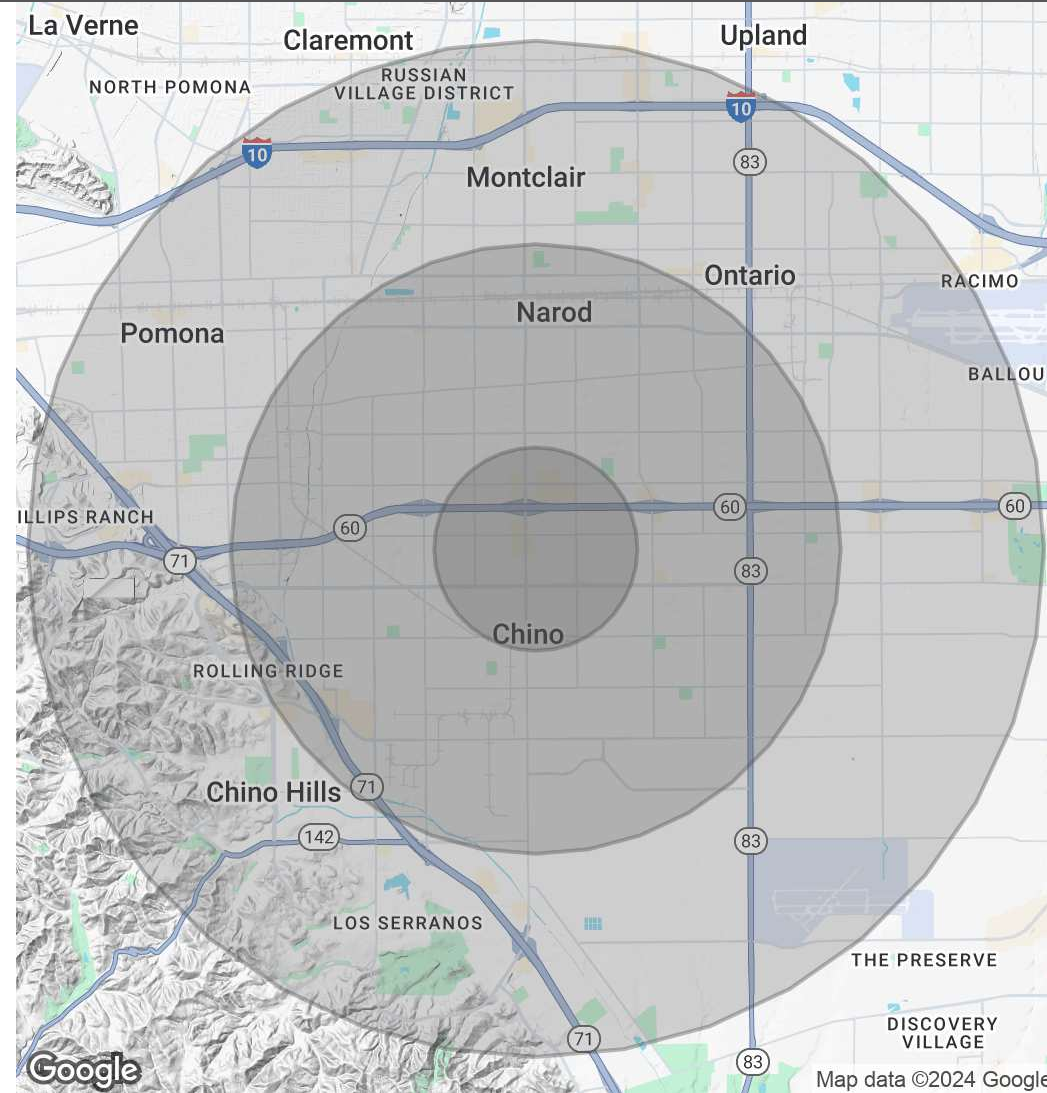 La Verne
Claremont
Upland
NORTH POMONA
RUSSIAN
VILLAGE DISTRICT
10
10
83
Montclair
Ontario
RACIMO
Narod
Pomona
BALLOU
60
60
60
ILLIPS RANCH
71
83
Chino
ROLLING RIDGE
Chino Hills
71
142
83
LOS SERRANOS
THE PRESERVE
DISCOVERY
VILLAGE
71
83
Google
Map data ©2024 Google